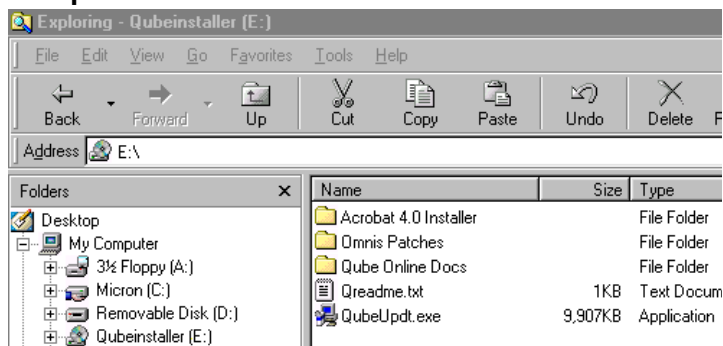 Exploring - Qubeinstaller (E:)
File Edit View Go Favorites Tools Help
Back Forward Up Cut Copy Paste Undo Delete
Address E:\
Folders x Name Size Type
Desktop
My Computer
3½ Floppy (A:)
Micron (C:)
Removable Disk (D:)
Qubeinstaller (E:)
Acrobat 4.0 Installer File Folder
Omnis Patches File Folder
Qube Online Docs File Folder
Qreadme.txt 1KB Text Docum
QubeUpdt.exe 9,907KB Application